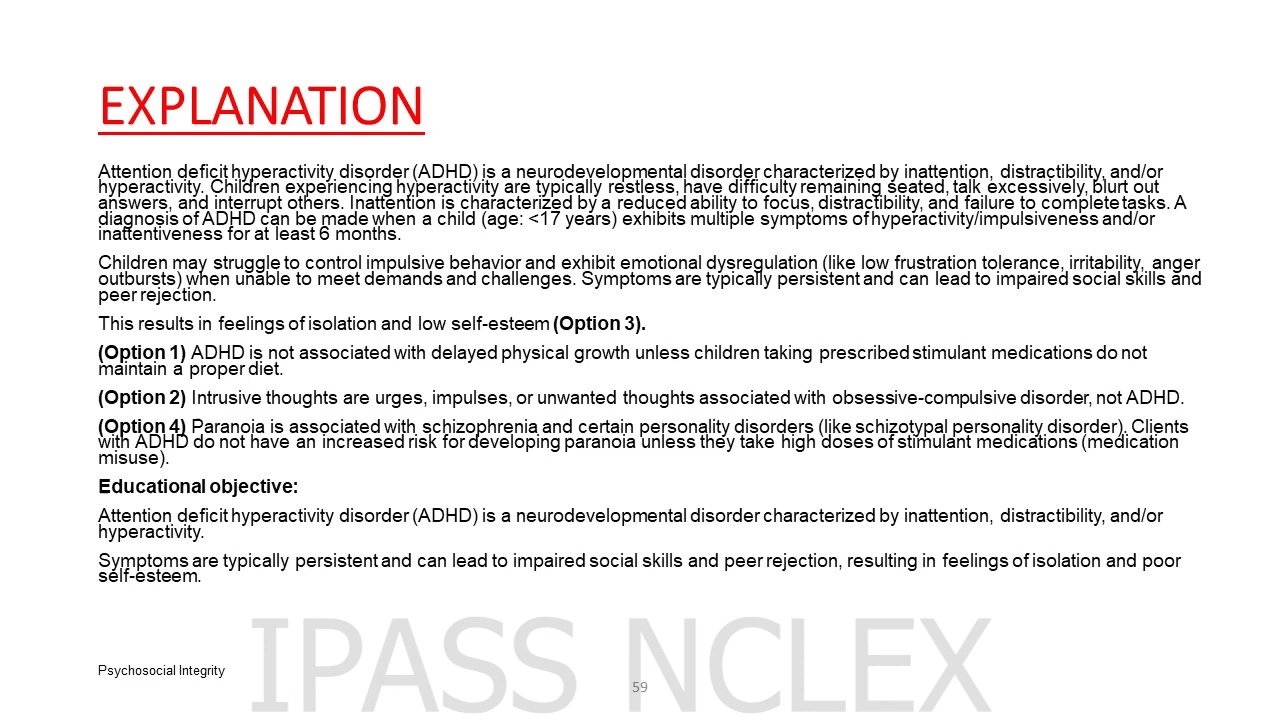 EXPLANATION
Attention deficit hyperactivity disorder (ADHD) is a neurodevelopmental disorder characterized by inattention, distractibility, and/or
hyperactivity. Children experiencing hyperactivity are typically restless, have difficulty remaining seated, talk excessively, blurt out
answers, and interrupt others. Inattention is characterized by a reduced ability to focus, distractibility, and failure to complete tasks. A
diagnosis of ADHD can be made when a child (age: <17 years) exhibits multiple symptoms of hyperactivity/impulsiveness and/or
inattentiveness for at least 6 months.
Children may struggle to control impulsive behavior and exhibit emotional dysregulation (like low frustration tolerance, irritability, anger
outbursts) when unable to meet demands and challenges. Symptoms are typically persistent and can lead to impaired social skills and
peer rejection.
This results in feelings of isolation and low self-esteem (Option 3).
(Option 1) ADHD is not associated with delayed physical growth unless children taking prescribed stimulant medications do not
maintain a proper diet.
(Option 2) Intrusive thoughts are urges, impulses, or unwanted thoughts associated with obsessive-compulsive disorder, not ADHD.
(Option 4) Paranoia is associated with schizophrenia and certain personality disorders (like schizotypal personality disorder). Clients
with ADHD do not have an increased risk for developing paranoia unless they take high doses of stimulant medications (medication
misuse).
Educational objective:
Attention deficit hyperactivity disorder (ADHD) is a neurodevelopmental disorder characterized by inattention, distractibility, and/or
hyperactivity.
Symptoms are typically persistent and can lead to impaired social skills and peer rejection, resulting in feelings of isolation and poor
self-esteem.
IPASS NCLEX
Psychosocial Integrity
59